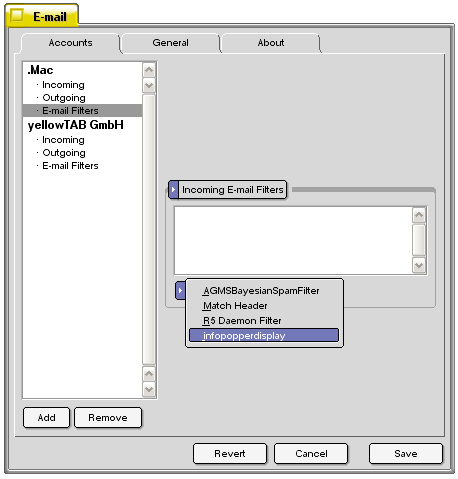 E-mail
Accounts
General
About
.Mac
· Incoming
· Outgoing
· E-mail Filters
yellowTAB GmbH
· Incoming
· Outgoing
· E-mail Filters
Incoming E-mail Filters
AGMSBayesianSpamFilter
Match Header
R5 Daemon Filter
infopopperdisplay
Add
Remove
Revert
Cancel
Save